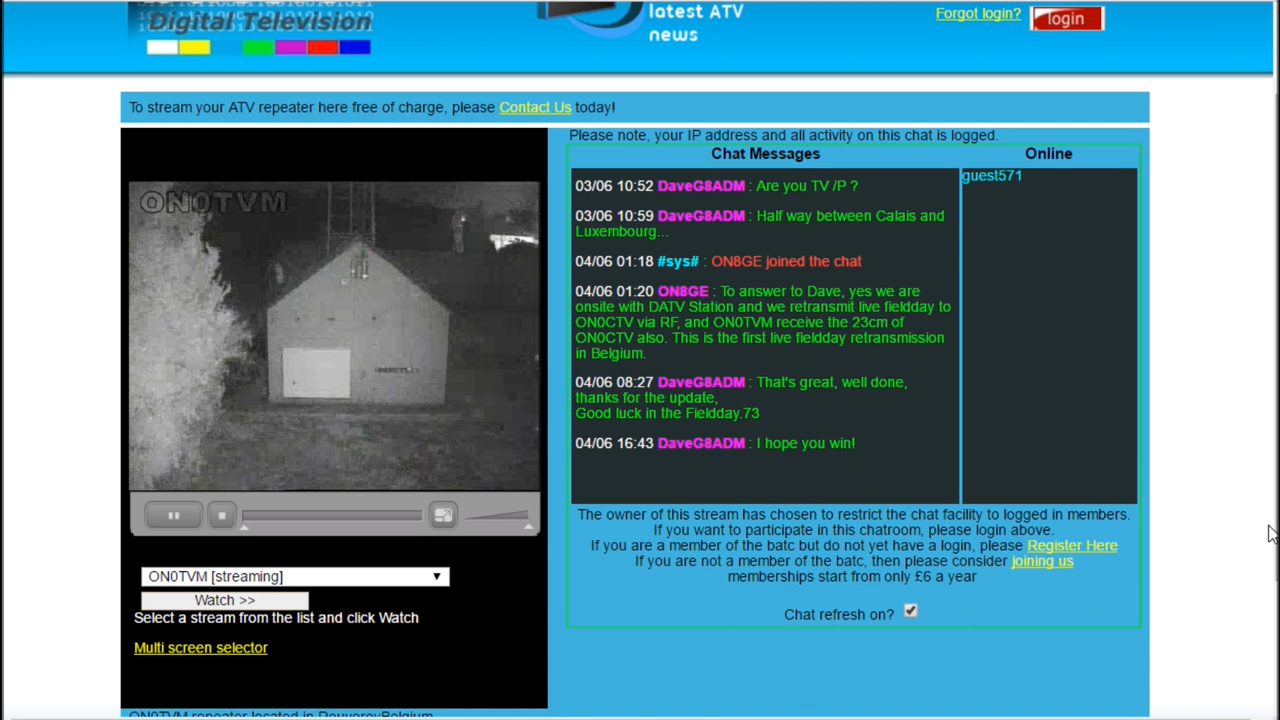 Digital Television
latest ATV
news
Forgot login?
login
To stream your ATV repeater here free of charge, please Contact Us today!
ON0TVM
ON0TVM [streaming]
Watch >>
Select a stream from the list and click Watch
Multi screen selector
Please note, your IP address and all activity on this chat is logged.
Chat Messages
Online
03/06 10:52 DaveG8ADM : Are you TV /P ?
03/06 10:59 DaveG8ADM : Half way between Calais and
Luxembourg...
04/06 01:18 #sys# : ON8GE joined the chat
04/06 01:20 ON8GE : To answer to Dave, yes we are
onsite with DATV Station and we retransmit live fieldday to
ON0CTV via RF, and ON0TVM receive the 23cm of
ON0CTV also. This is the first live fieldday retransmission
in Belgium.
04/06 08:27 DaveG8ADM : That's great, well done,
thanks for the update,
Good luck in the Fieldday.73
04/06 16:43 DaveG8ADM : I hope you win!
guest571
The owner of this stream has chosen to restrict the chat facility to logged in members.
If you want to participate in this chatroom, please login above.
If you are a member of the batc but do not yet have a login, please Register Here
If you are not a member of the batc, then please consider joining us
memberships start from only £6 a year
Chat refresh on?
ON0TVM repeater located in RouveroyBelgium